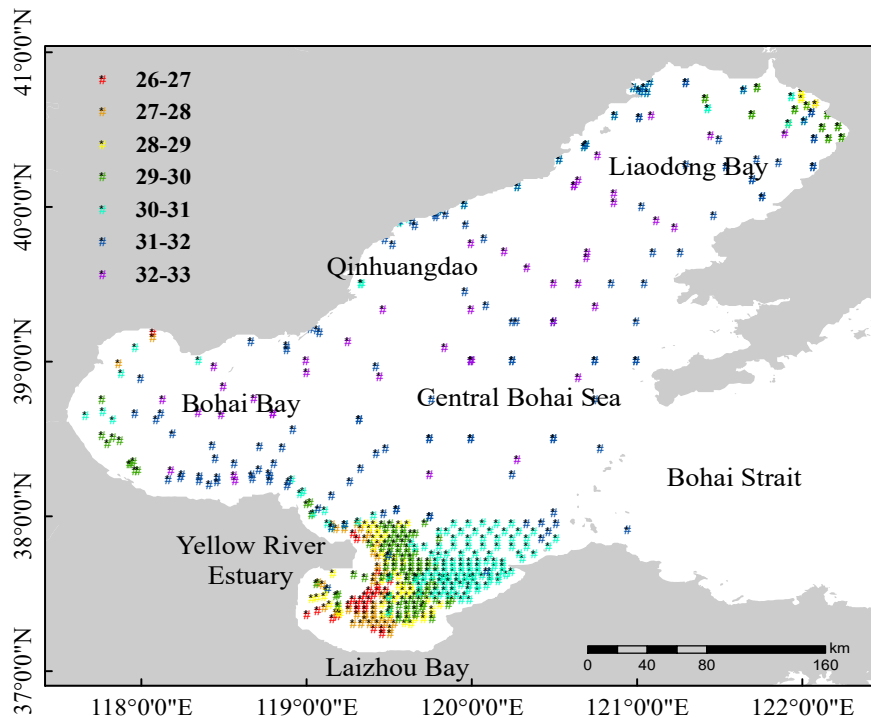 41°0'0"N
40°0'0"N
39°0'0"N
38°0'0"N
37°0'0"N
# 26-27
# 27-28
# 28-29
# 29-30
# 30-31
# 31-32
# 32-33
Liaodong Bay
Qinhuangdao
Bohai Bay
Central Bohai Sea
Bohai Strait
Yellow River
Estuary
Laizhou Bay
km
0 40 80 160
118°0'0"E 119°0'0"E 120°0'0"E 121°0'0"E 122°0'0"E